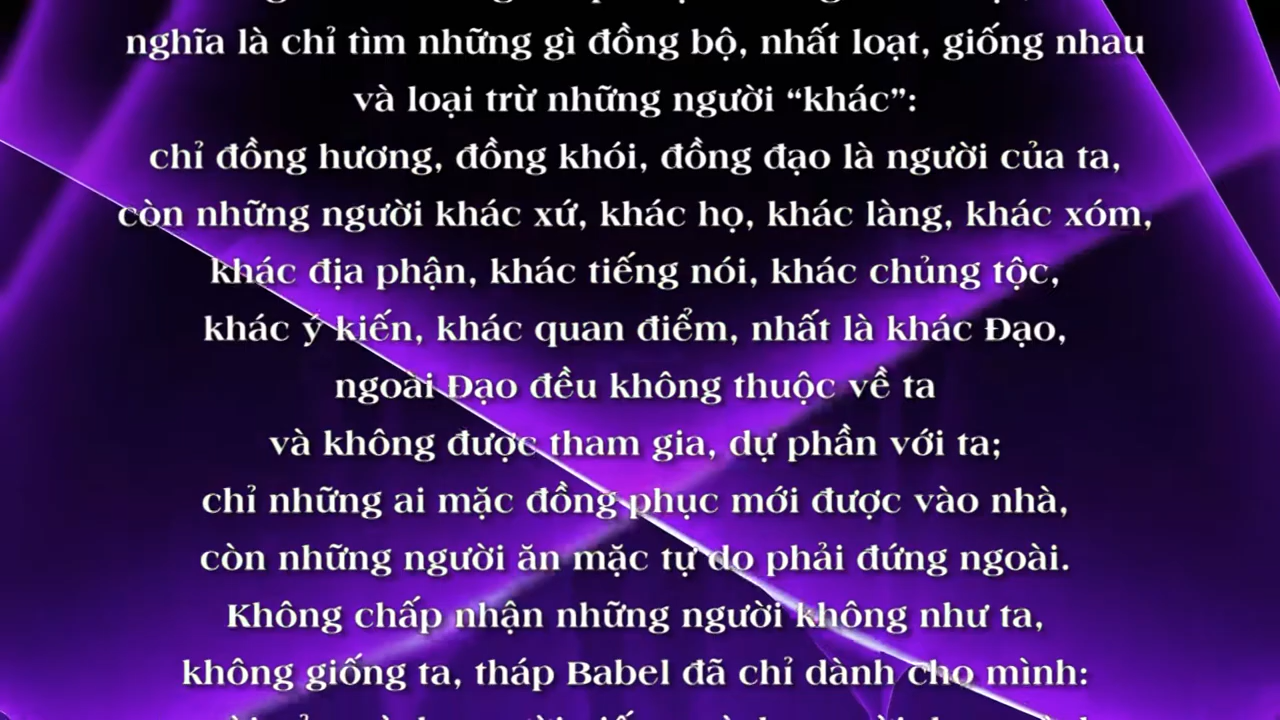 nghĩa là chỉ tìm những gì đồng bộ, nhất loạt, giống nhau
và loại trừ những người “khác”:
chỉ đồng hương, đồng khói, đồng đạo là người của ta,
còn những người khác xứ, khác họ, khác làng, khác xóm,
khác địa phận, khác tiếng nói, khác chủng tộc,
khác ý kiến, khác quan điểm, nhất là khác Đạo,
ngoài Đạo đều không thuộc về ta
và không được tham gia, dự phần với ta;
chỉ những ai mặc đồng phục mới được vào nhà,
còn những người ăn mặc tự do phải đứng ngoài.
Không chấp nhận những người không như ta,
không giống ta, tháp Babel đã chỉ dành cho mình: